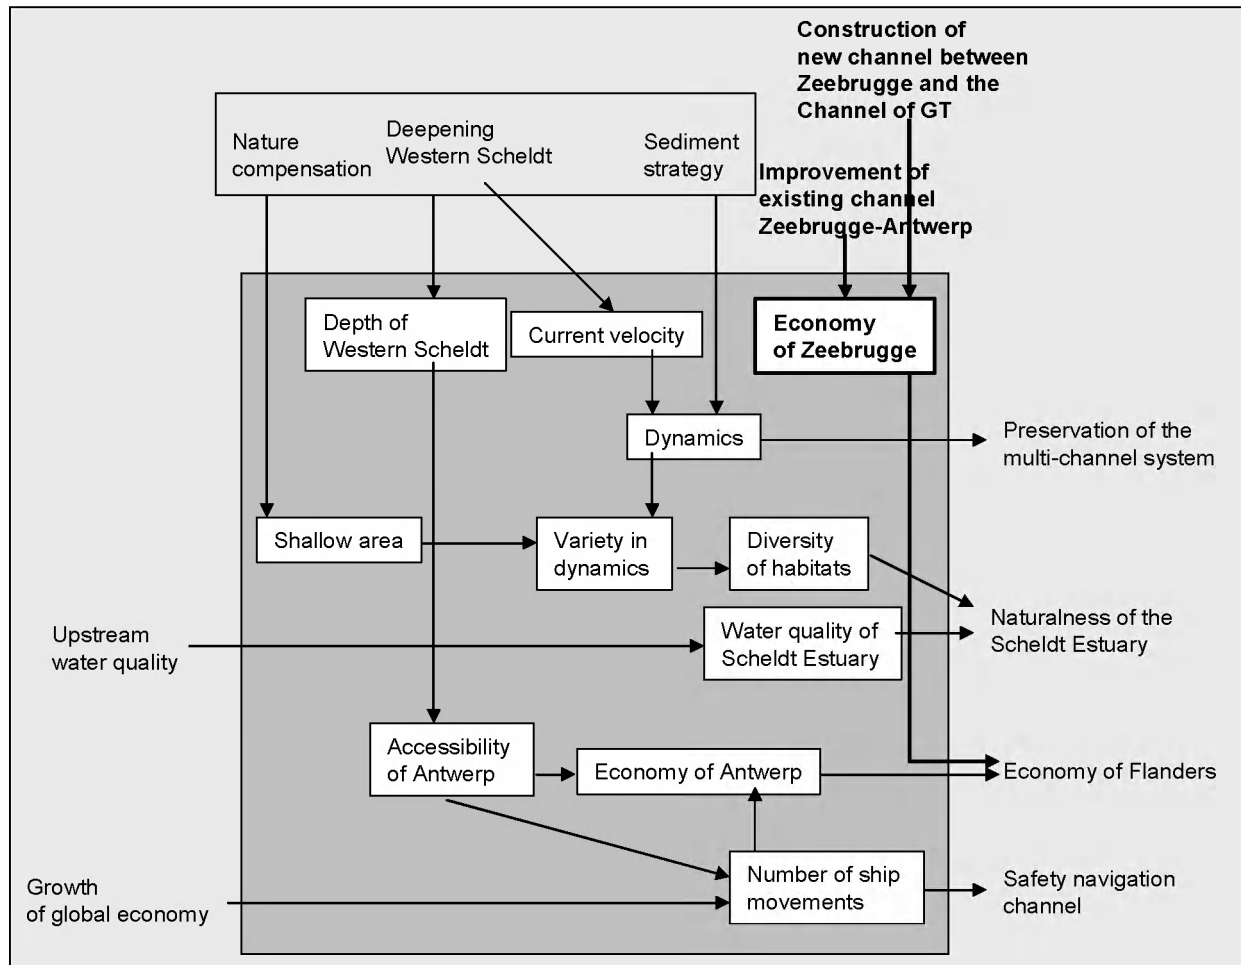 Construction of
new channel between
Zeebrugge and the
Channel of GT
Nature
compensation
Deepening
Western Scheldt
Sediment
strategy
Improvement of
existing channel
Zeebrugge-Antwerp
Depth of
Western Scheldt
Current velocity
Economy
of Zeebrugge
Dynamics
Preservation of the
multi-channel system
Shallow area
Variety in
dynamics
Diversity
of habitats
Upstream
water quality
Water quality of
Scheldt Estuary
Naturalness of the
Scheldt Estuary
Accessibility
of Antwerp
Economy of Antwerp
Economy of Flanders
Growth
of global economy
Number of ship
movements
Safety navigation
channel